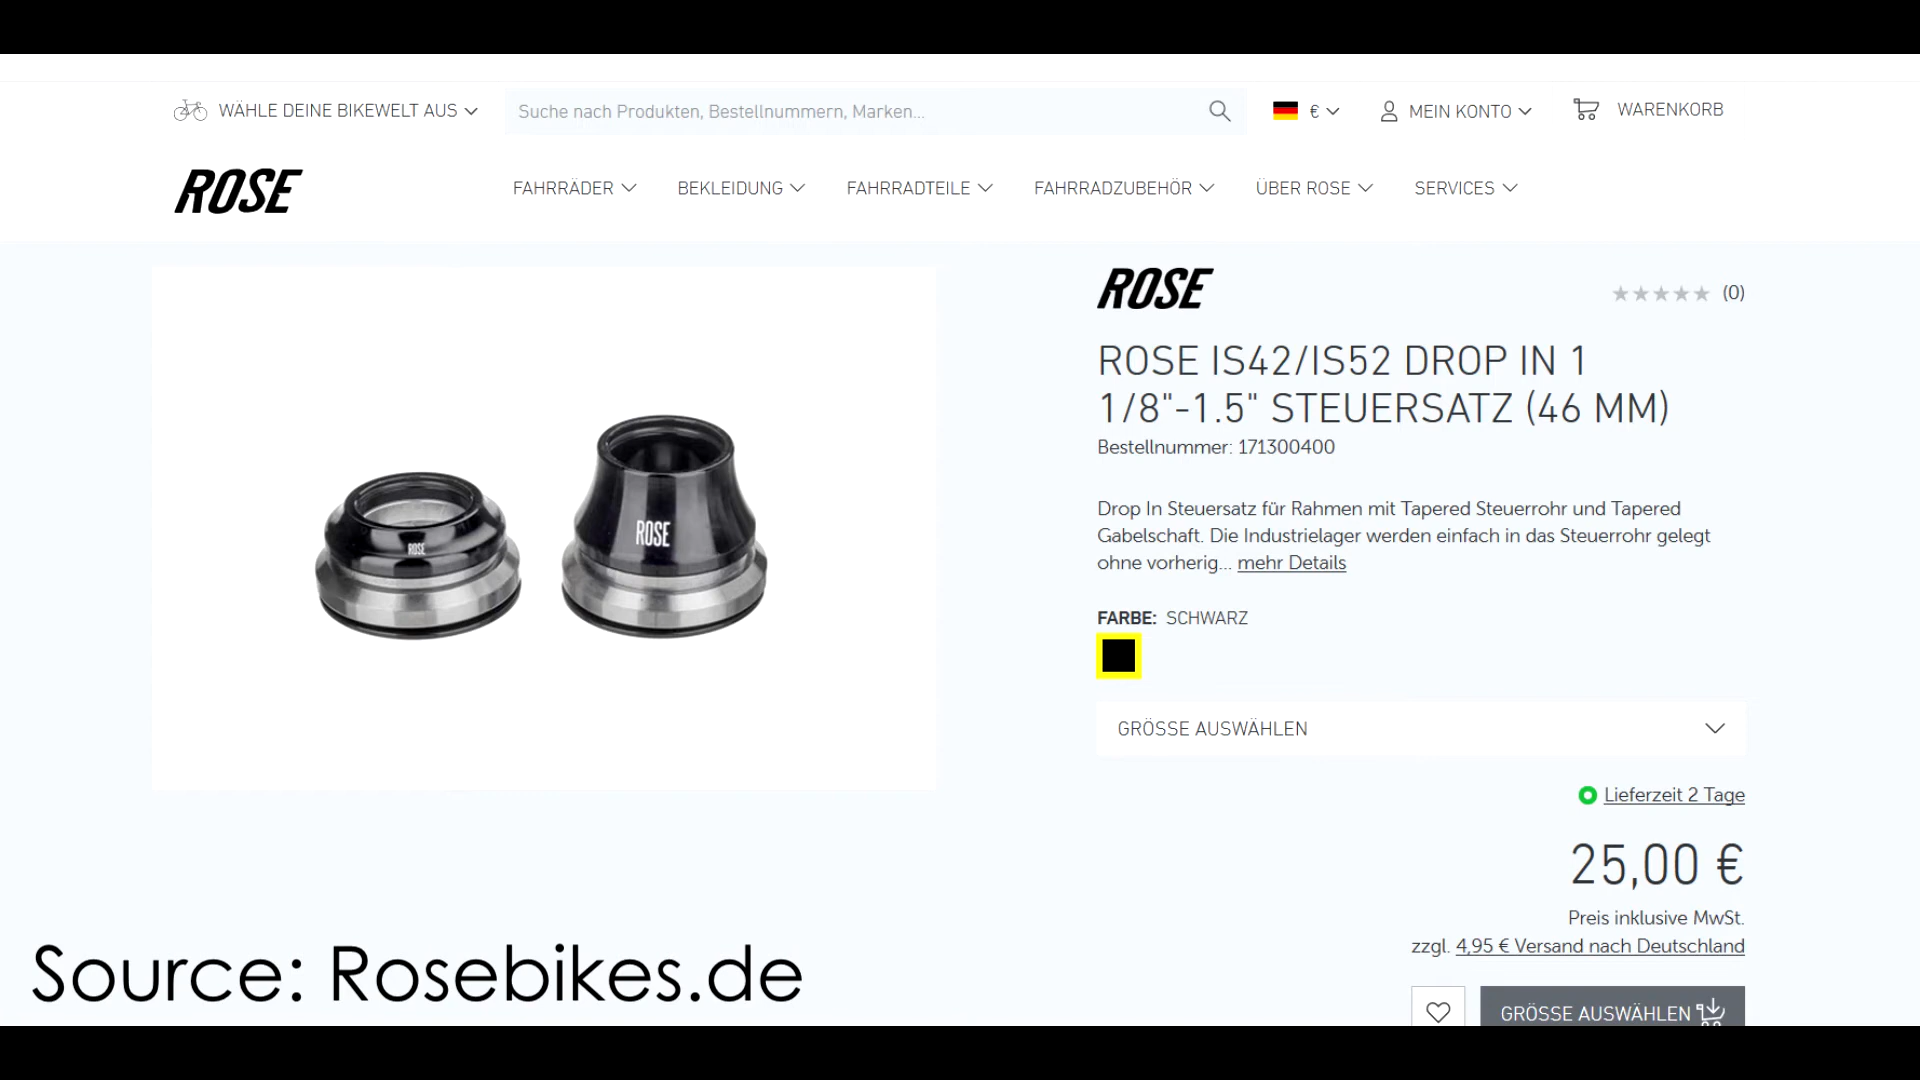 WÄHLE DEINE BIKEWELT AUS
Suche nach Produkten, Bestellnummern, Marken...
€
MEIN KONTO
WARENKORB
ROSE
FAHRRÄDER
BEKLEIDUNG
FAHRRADTEILE
FAHRRADZUBEHÖR
ÜBER ROSE
SERVICES
ROSE
ROSE
ROSE
(0)
ROSE IS42/IS52 DROP IN 1
1/8"-1.5" STEUERSATZ (46 MM)
Bestellnummer: 171300400
Drop In Steuersatz für Rahmen mit Tapered Steuerrohr und Tapered
Gabelschaft. Die Industrielager werden einfach in das Steuerrohr gelegt
ohne vorherig... mehr Details
FARBE: SCHWARZ
GRÖSSE AUSWÄHLEN
Lieferzeit 2 Tage
25,00 €
Preis inklusive MwSt.
zzgl. 4,95 € Versand nach Deutschland
GRÖSSE AUSWÄHLEN
Source: Rosebikes.de